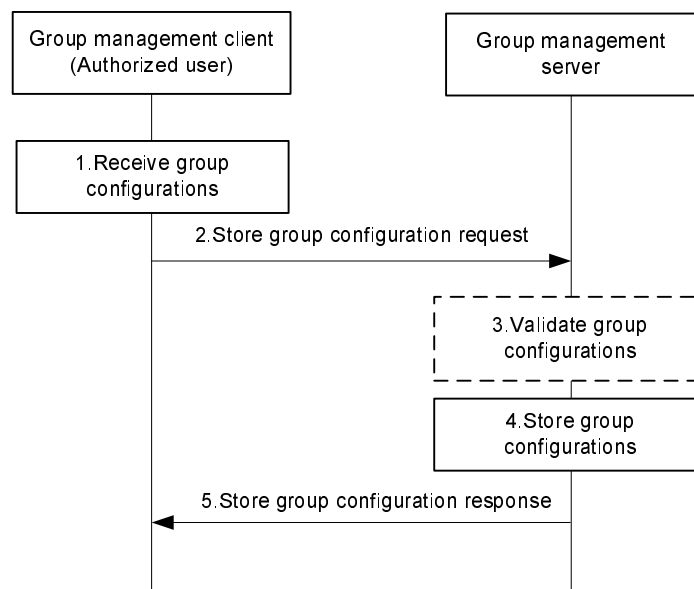 Group management client
(Authorized user)
Group management
server
1.Receive group
configurations
2.Store group configuration request
3.Validate group
configurations
4.Store group
configurations
5.Store group configuration response